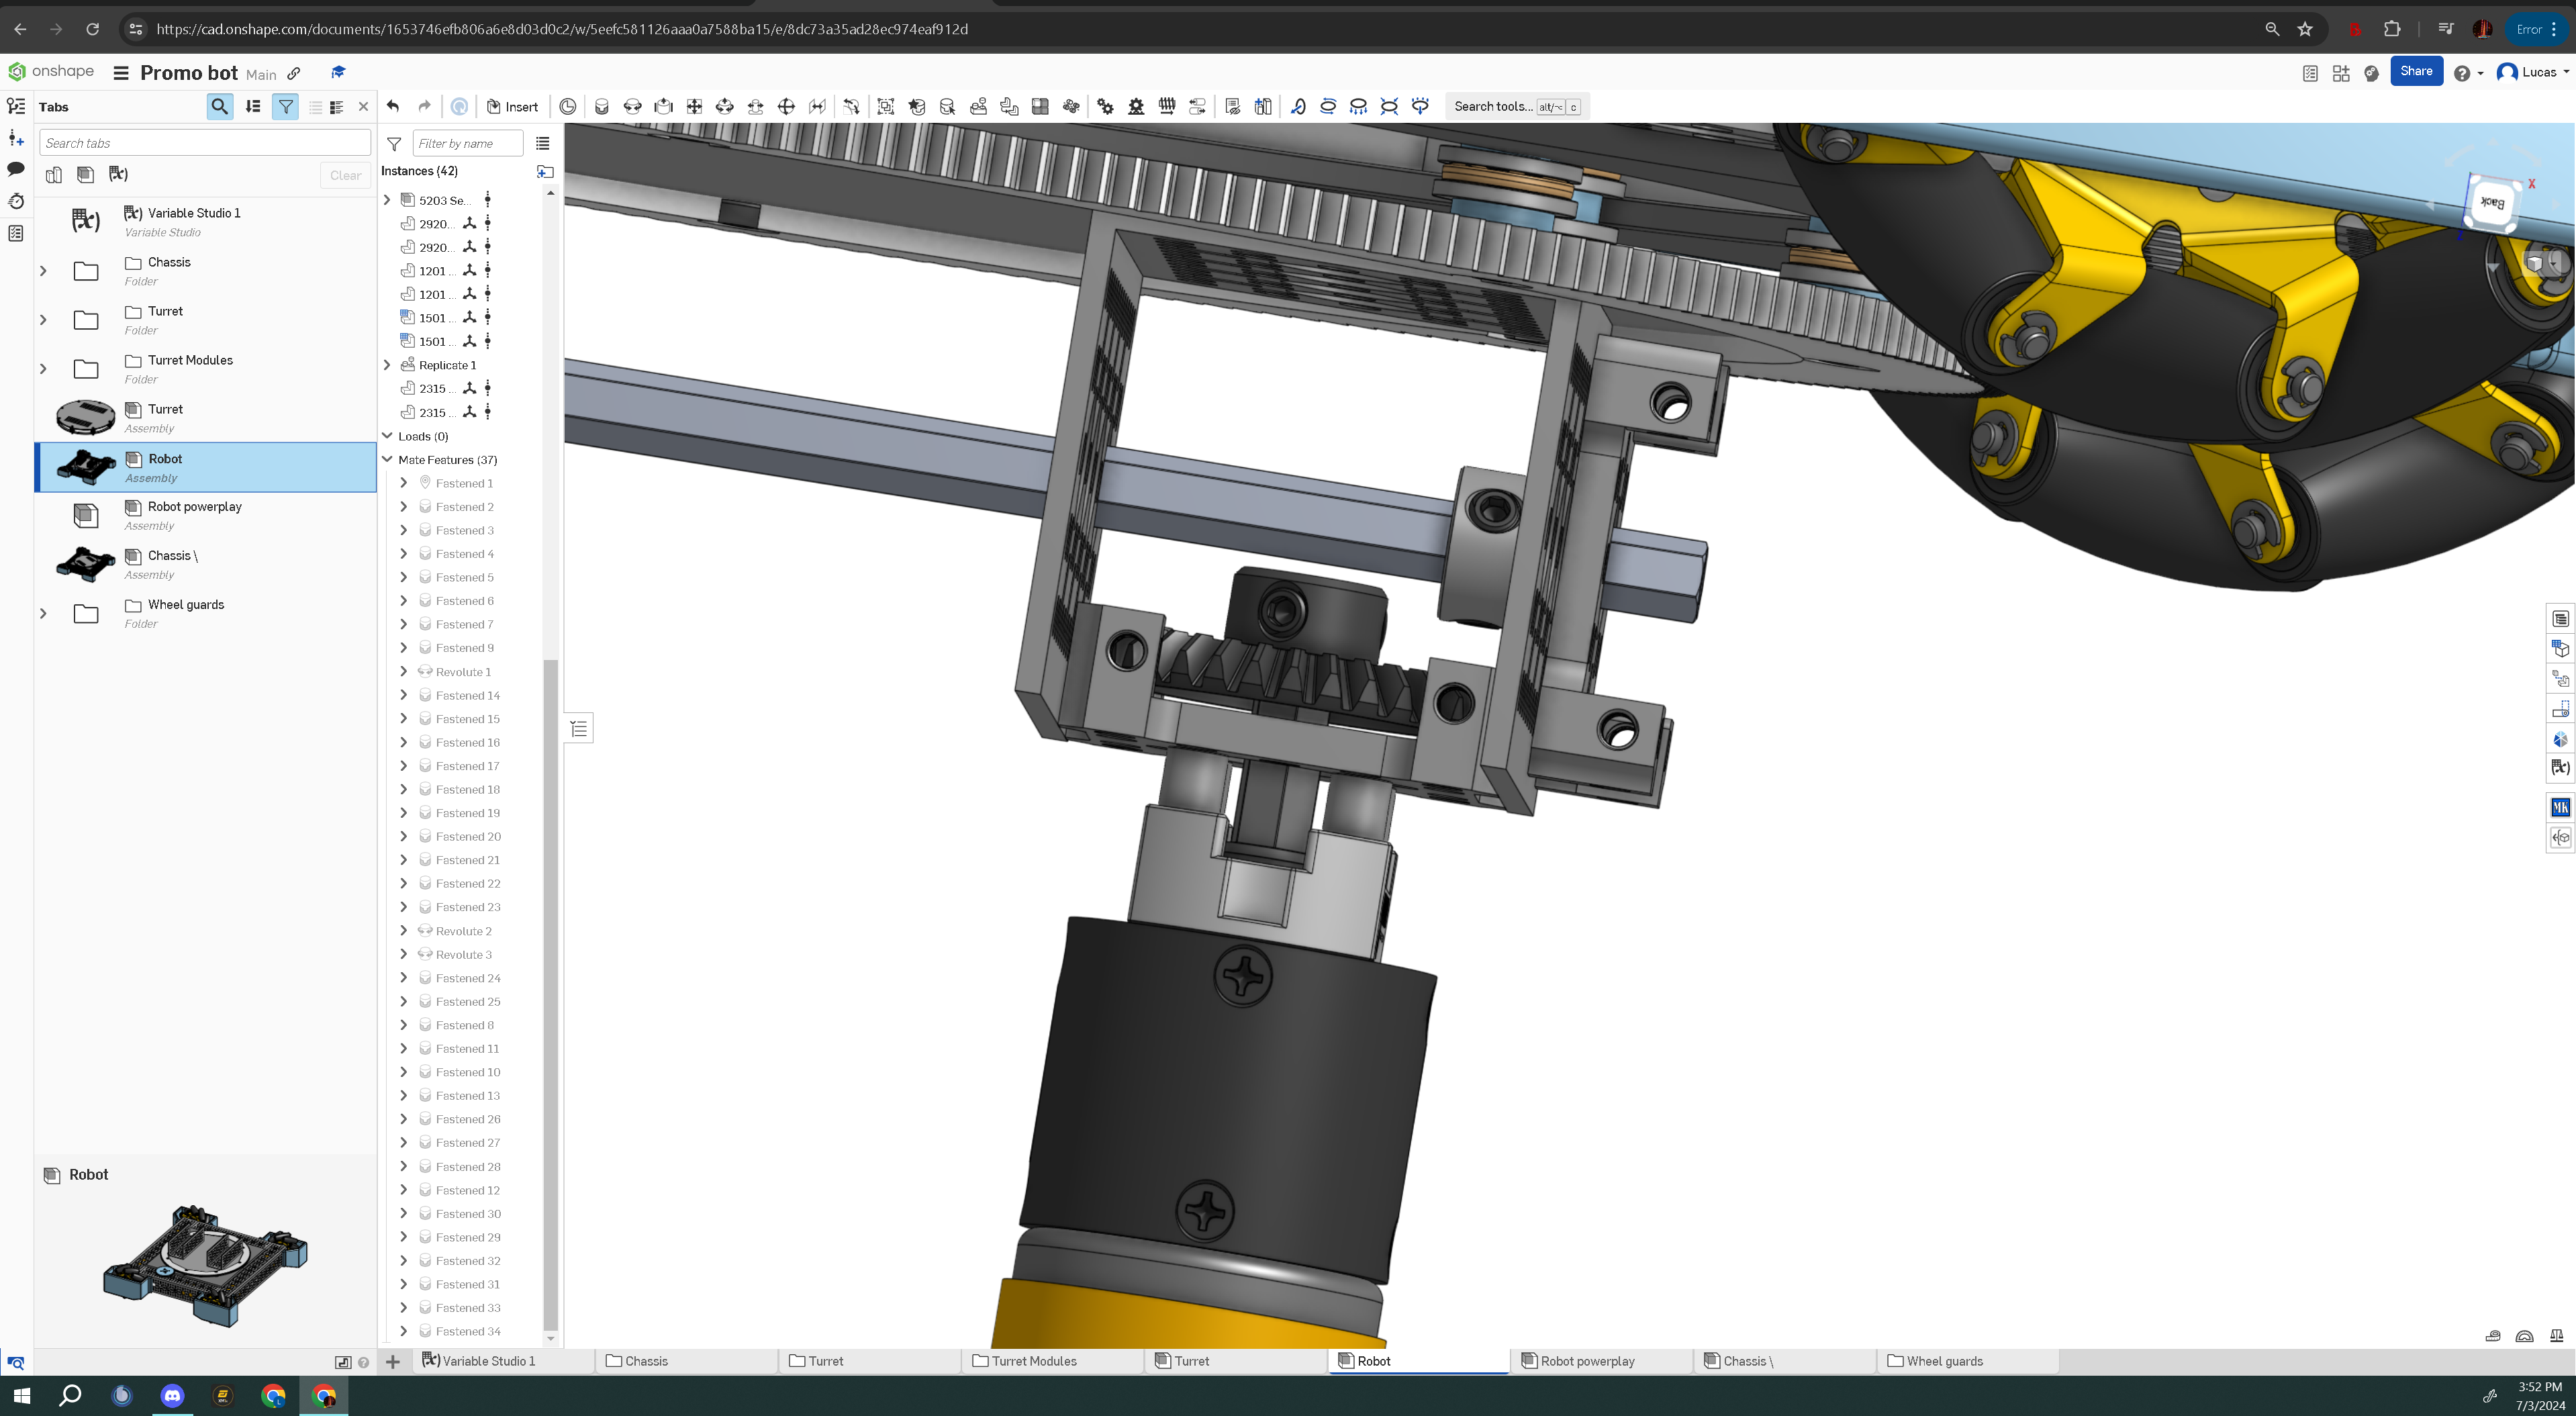 https://cad.onshape.com/documents/1653746efb806a6e8d03d0c2/w/5eefc581126aaa0a7588ba15/e/8dc73a35ad28ec974eaf912d
Error
onshape
Promo bot Main
Share
Lucas
Tabs
Insert
Search tools... alt/⌥ c
Search tabs
Filter by name
Clear
Instances (42)
Variable Studio 1
Variable Studio
Chassis
Folder
Turret
Folder
Turret Modules
Folder
Turret
Assembly
Robot
Assembly
Robot powerplay
Assembly
Chassis \
Assembly
Wheel guards
Folder
5203 Se...
2920...
2920...
1201 ...
1201 ...
1501 ...
1501 ...
Replicate 1
2315 ...
2315 ...
Loads (0)
Mate Features (37)
Fastened 1
Fastened 2
Fastened 3
Fastened 4
Fastened 5
Fastened 6
Fastened 7
Fastened 9
Revolute 1
Fastened 14
Fastened 15
Fastened 16
Fastened 17
Fastened 18
Fastened 19
Fastened 20
Fastened 21
Fastened 22
Fastened 23
Revolute 2
Revolute 3
Fastened 24
Fastened 25
Fastened 8
Fastened 11
Fastened 10
Fastened 13
Fastened 26
Fastened 27
Fastened 28
Fastened 12
Fastened 30
Fastened 29
Fastened 32
Fastened 31
Fastened 33
Fastened 34
X
Back
Z
MK
Robot
Variable Studio 1
Chassis
Turret
Turret Modules
Turret
Robot
Robot powerplay
Chassis \
Wheel guards
3:52 PM
7/3/2024